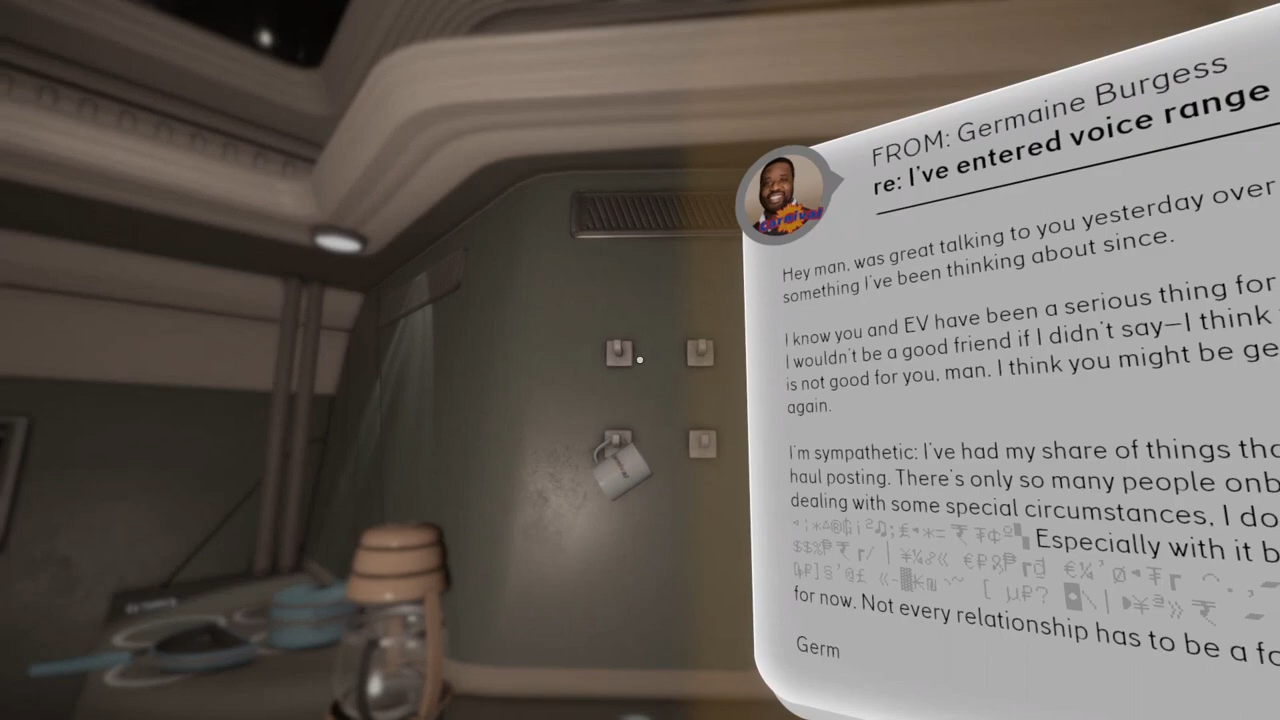 FROM: Germaine Burgess
re: I've entered voice range
Carnival
Hey man, was great talking to you yesterday over
something I've been thinking about since.
I know you and EV have been a serious thing for
I wouldn't be a good friend if I didn't say—I think
is not good for you, man. I think you might be ge
again.
I'm sympathetic: I've had my share of things tha
haul posting. There's only so many people onb
dealing with some special circumstances, I do
Especially with it b
for now. Not every relationship has to be a fo
Germ